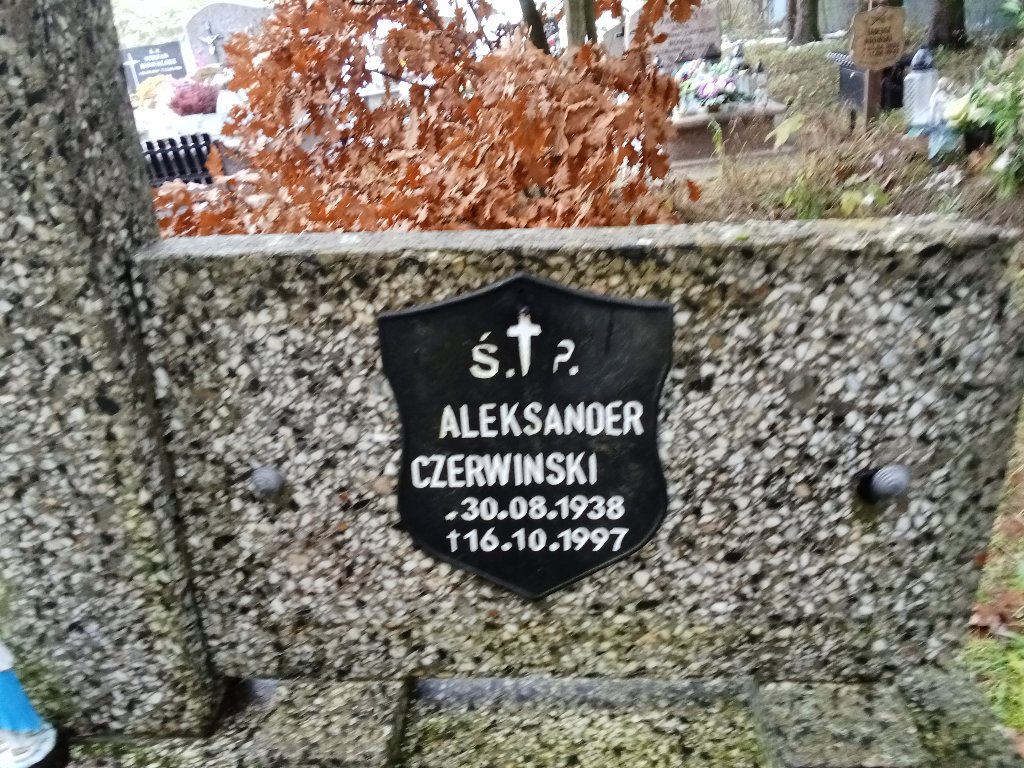 Ś. P.
ALEKSANDER
CZERWINSKI
30.08.1938
†16.10.1997